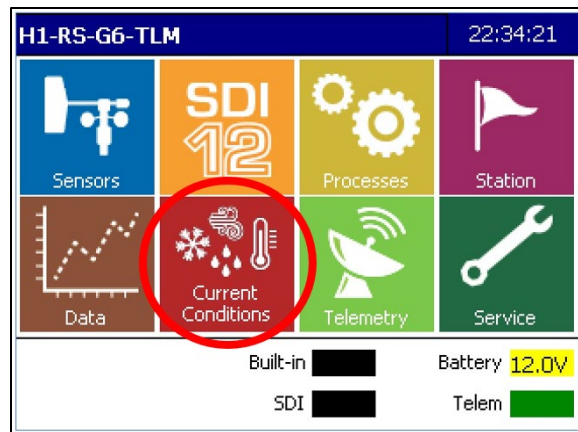 H1-RS-G6-TLM 22:34:21
SDI
12
Sensors Processes Station
Current
Data Conditions Telemetry Service
Built-in Battery 12.0V
SDI Telem